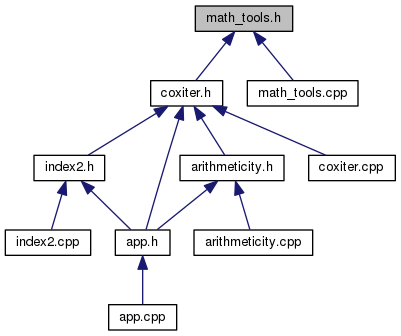 math_tools.h
coxiter.h
math_tools.cpp
index2.h
arithmeticity.h
coxiter.cpp
index2.cpp
app.h
arithmeticity.cpp
app.cpp